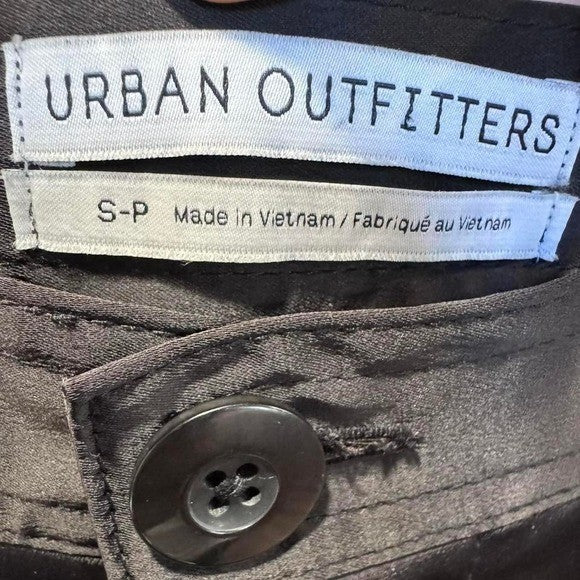 URBAN OUTFITTERS
S-P Made in Vietnam / Fabriqué au Vietnam